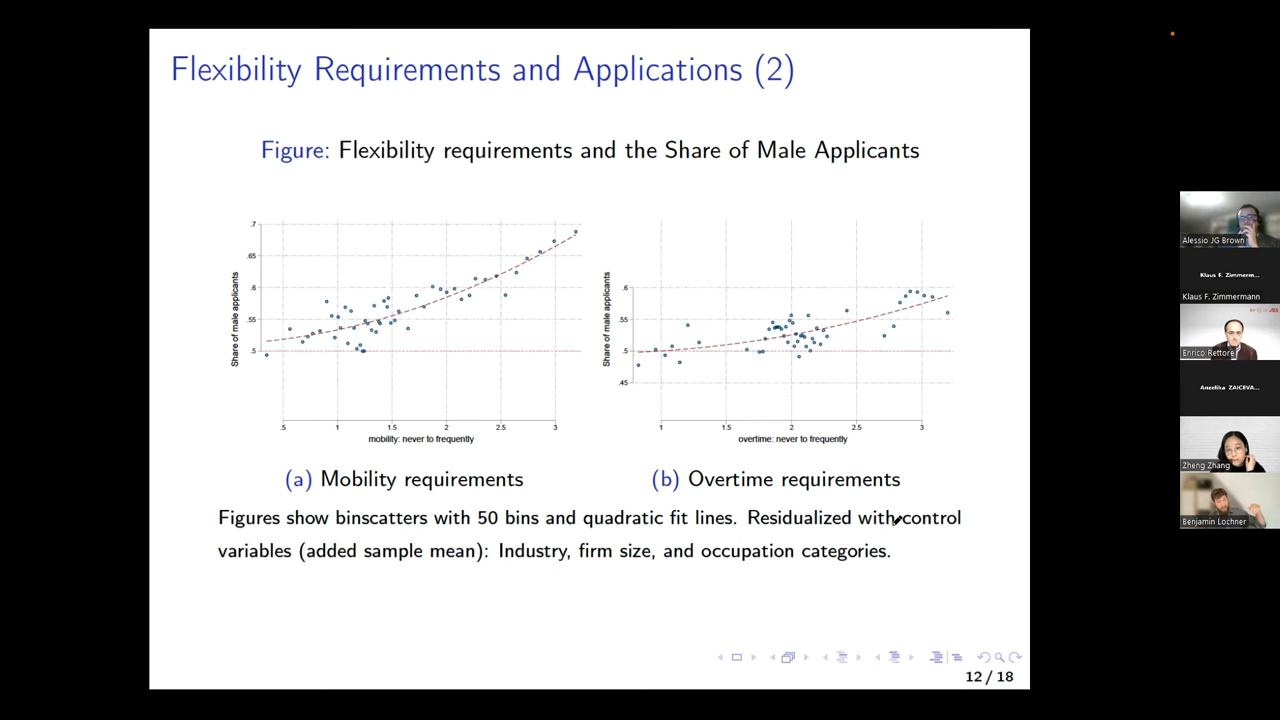 Flexibility Requirements and Applications (2)
Figure: Flexibility requirements and the Share of Male Applicants
Share of male applicants
.7
.65
.6
.55
.5
.5
1
1.5
2
2.5
3
mobility: never to frequently
(a) Mobility requirements
Share of male applicants
.6
.55
.5
.45
1
1.5
2
2.5
3
overtime: never to frequently
(b) Overtime requirements
Figures show binscatters with 50 bins and quadratic fit lines. Residualized with control
variables (added sample mean): Industry, firm size, and occupation categories.
12 / 18
Alessio JG Brown
Klaus F. Zimmerm...
Klaus F. Zimmermann
Enrico Rettore
Angelika ZAICEVA...
Zheng Zhang
Benjamin Lochner